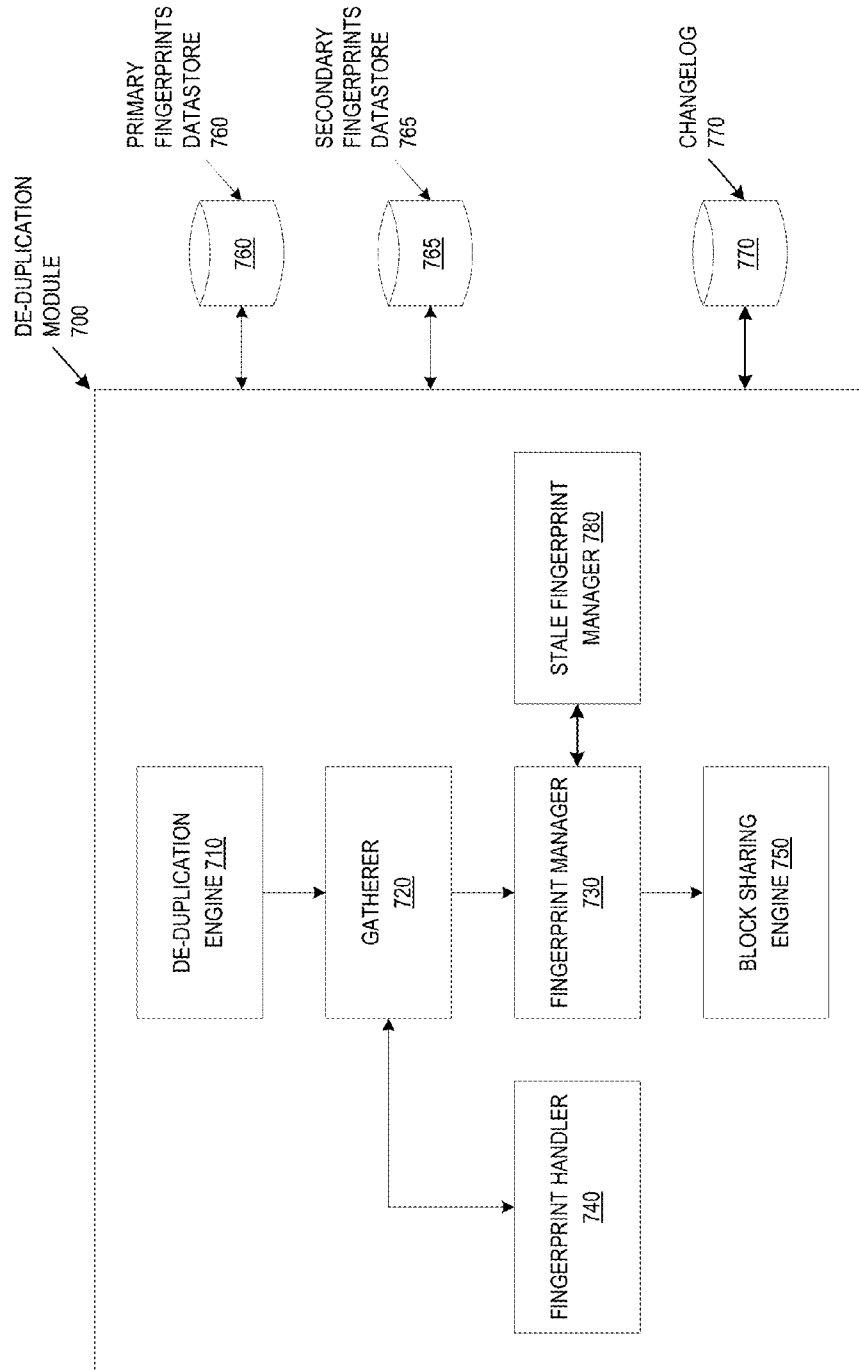 DE-DUPLICATION
MODULE
700
PRIMARY
FINGERPRINTS
DATASTORE
760
760
SECONDARY
FINGERPRINTS
DATASTORE
765
765
CHANGELOG
770
770
DE-DUPLICATION
ENGINE 710
GATHERER
720
FINGERPRINT HANDLER
740
FINGERPRINT MANAGER
730
STALE FINGERPRINT
MANAGER 780
BLOCK SHARING
ENGINE 750